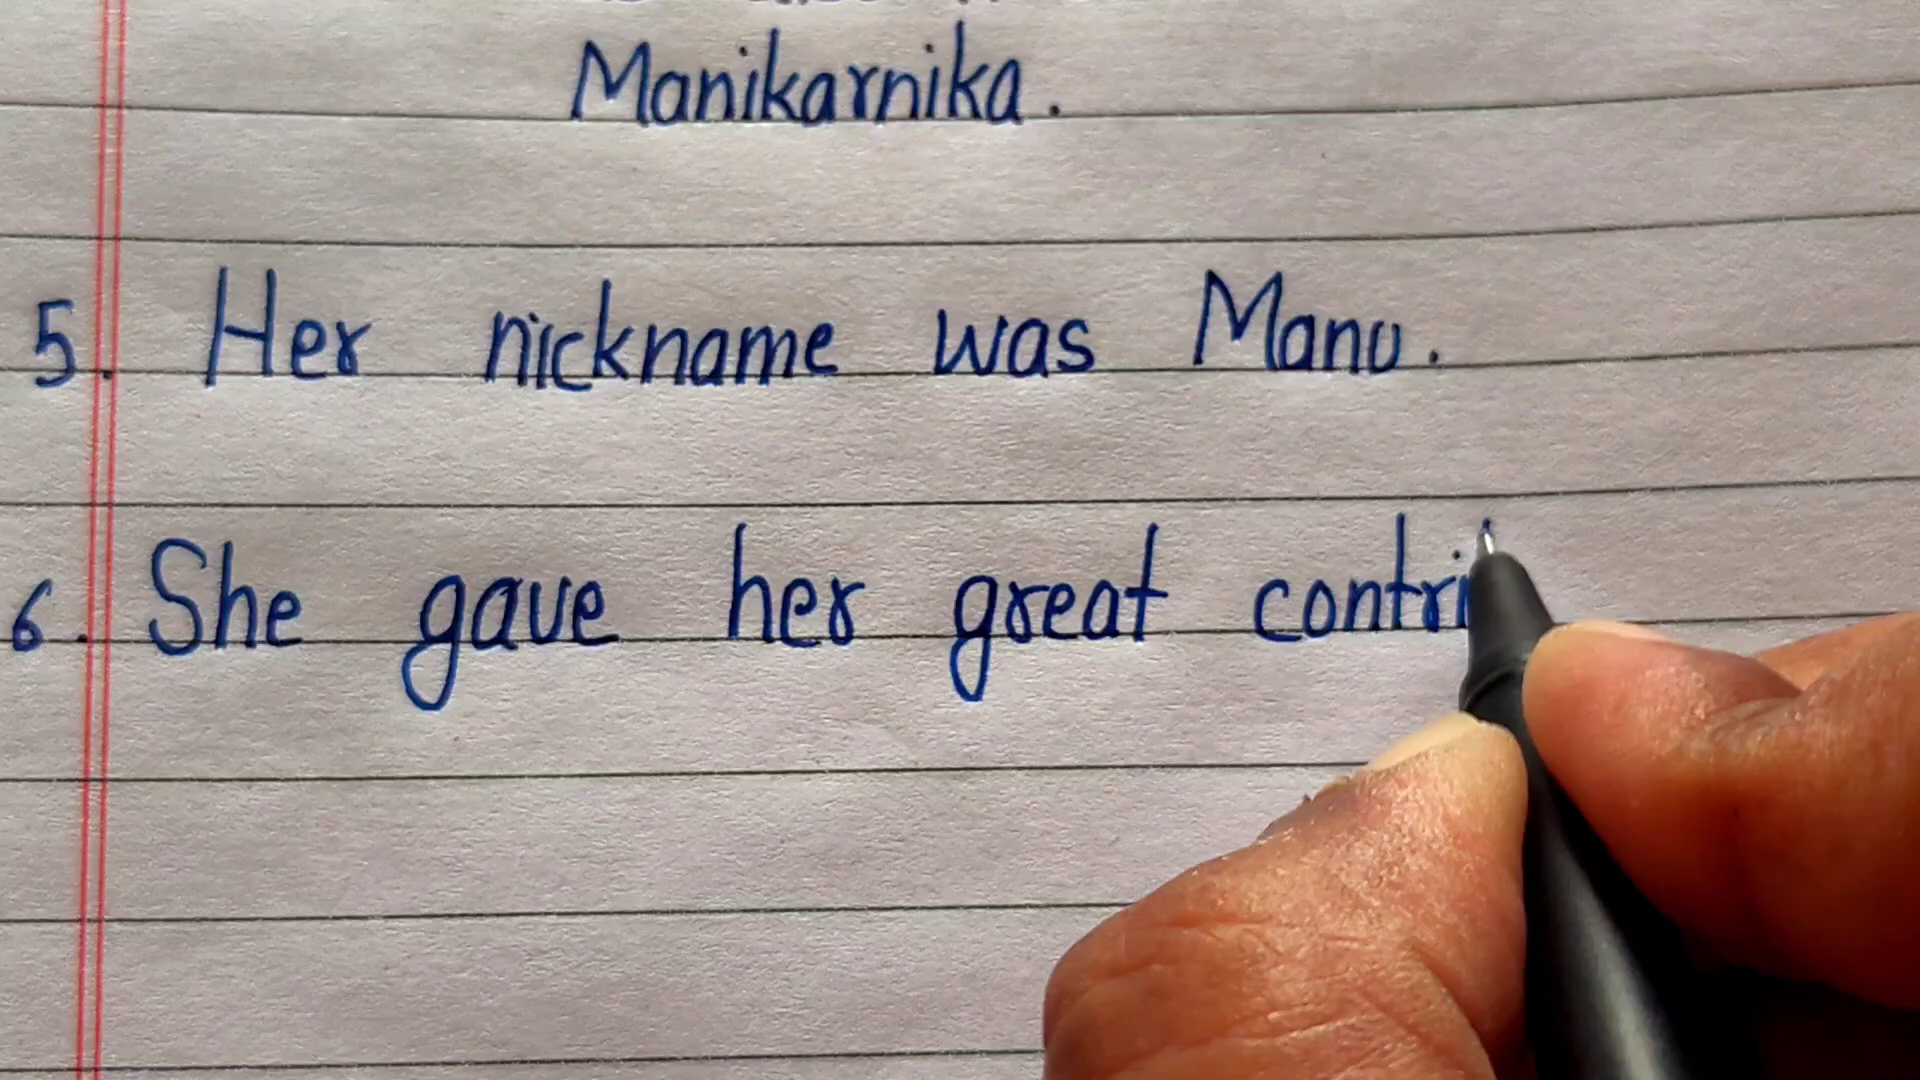 Manikarnika.
5. Her nickname was Manu.
6. She gave her great contri